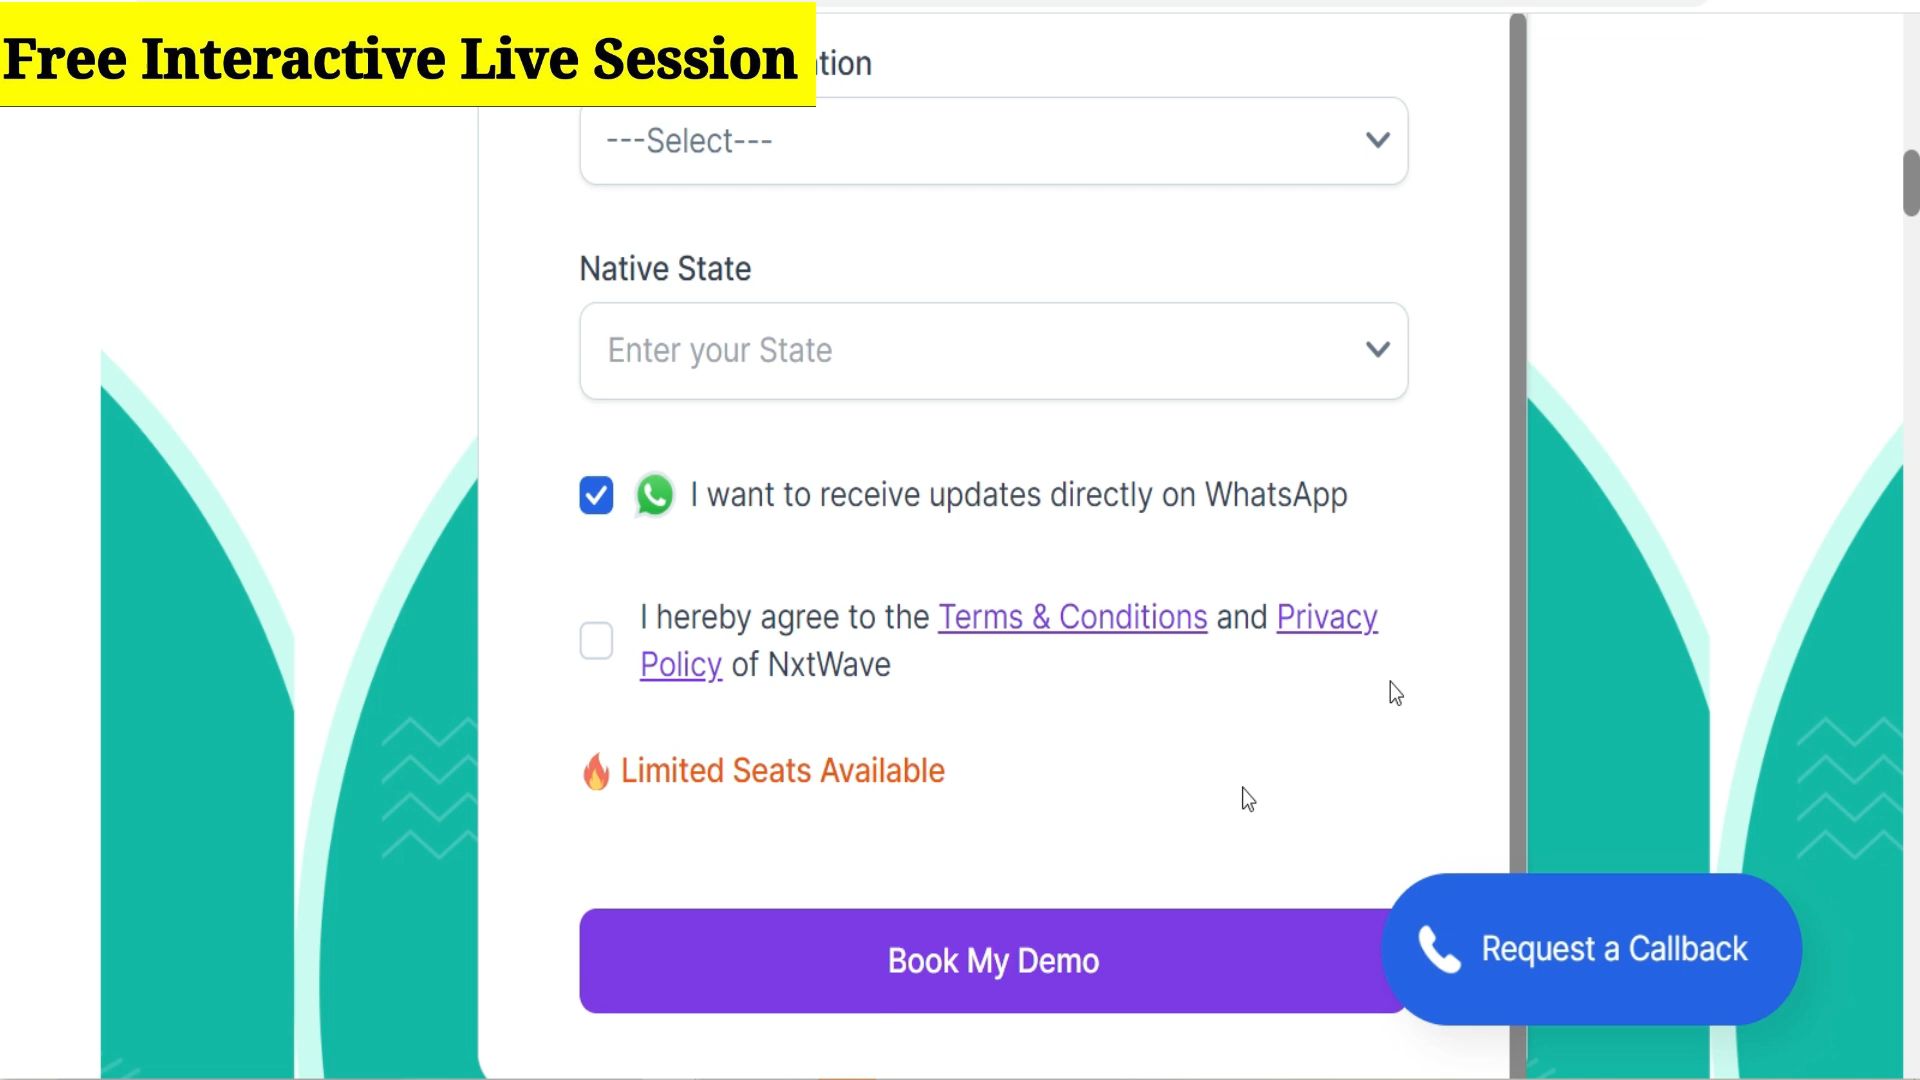 Free Interactive Live Session
tion
---Select---
Native State
Enter your State
I want to receive updates directly on WhatsApp
I hereby agree to the Terms & Conditions and Privacy
Policy of NxtWave
Limited Seats Available
Book My Demo
Request a Callback